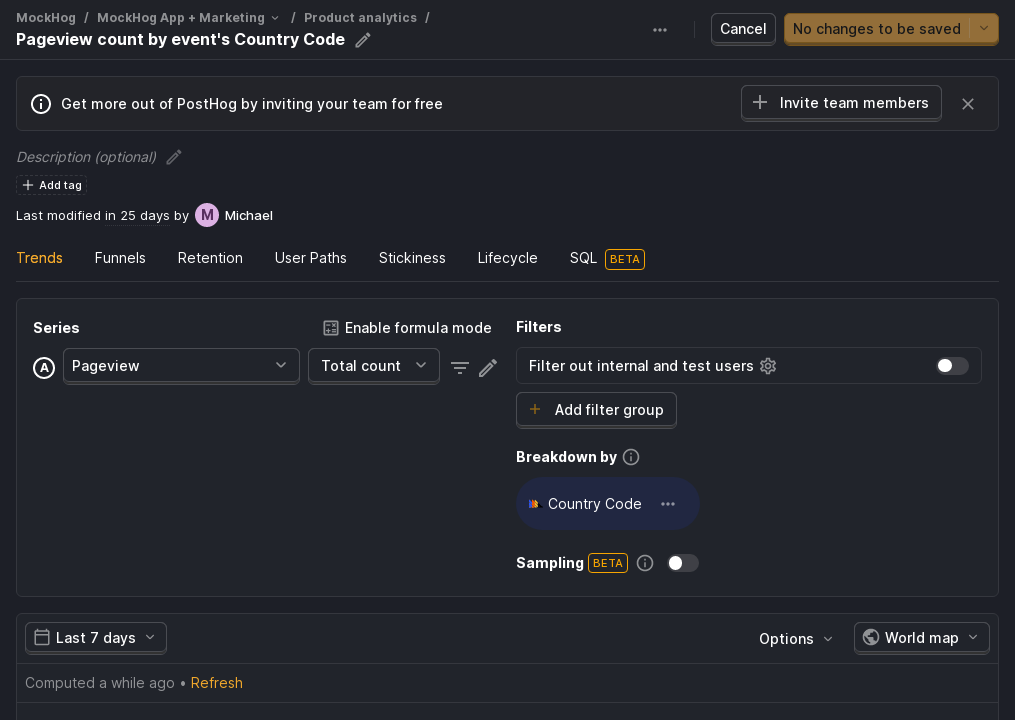 MockHog / MockHog App + Marketing / Product analytics /
Pageview count by event's Country Code
Cancel
No changes to be saved
Get more out of PostHog by inviting your team for free
Invite team members
Description (optional)
Add tag
Last modified in 25 days by M Michael
Trends Funnels Retention User Paths Stickiness Lifecycle SQL BETA
Series
Enable formula mode
A Pageview Total count
Filters
Filter out internal and test users
Add filter group
Breakdown by
Country Code
Sampling BETA
Last 7 days
Options
World map
Computed a while ago • Refresh